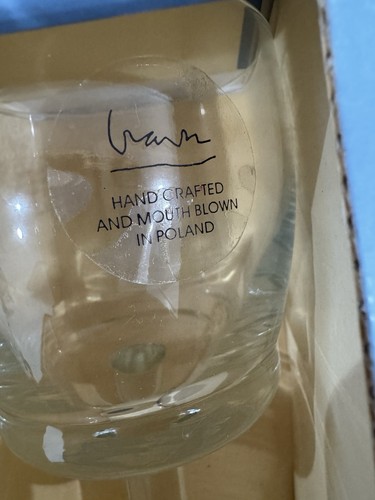 HAND CRAFTED
AND MOUTH BLOWN
IN POLAND